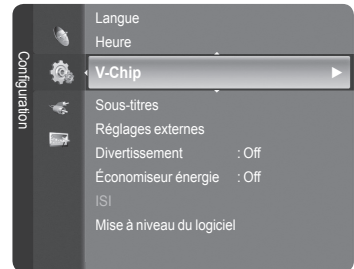 Configuration
Langue
Heure
V-Chip
Sous-titres
Réglages externes
Divertissement : Off
Économiseur énergie : Off
ISI
Mise à niveau du logiciel